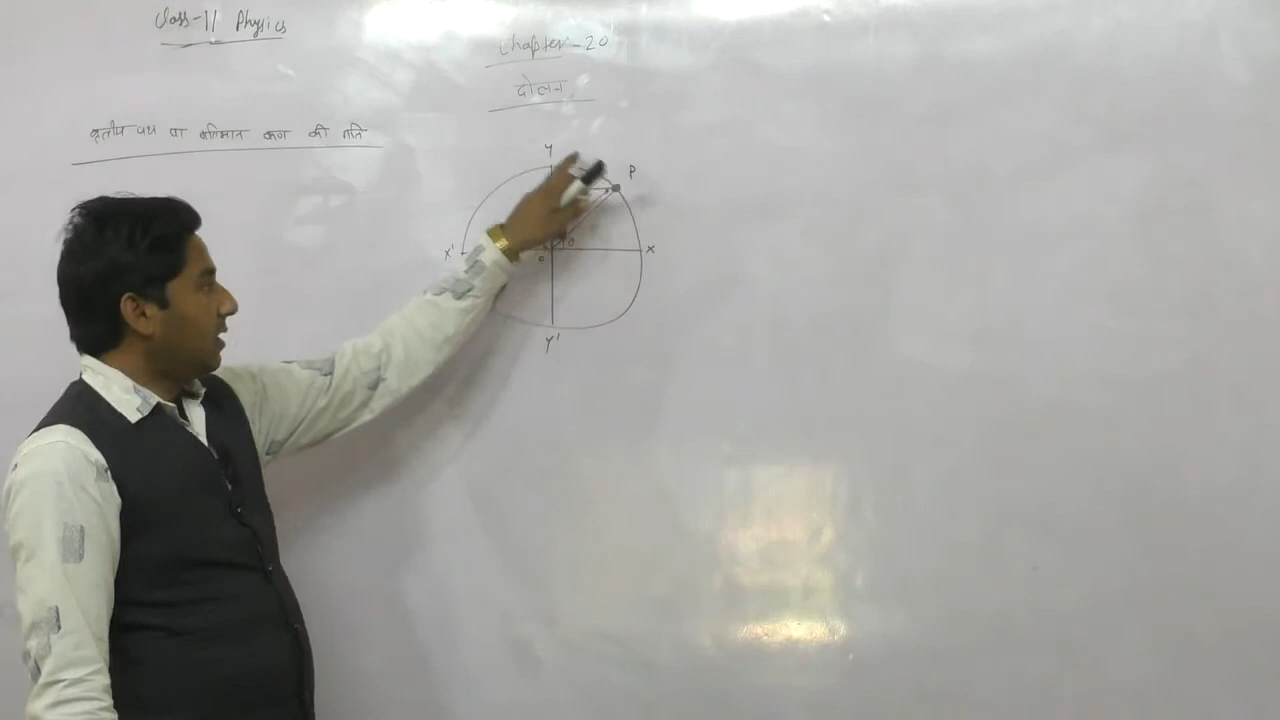 Class-11 Physics
Chapter-20
दोलन
वृत्तीय पथ पर गतिमान कण की गति
Y
P
X'
θ
X
O
Y'